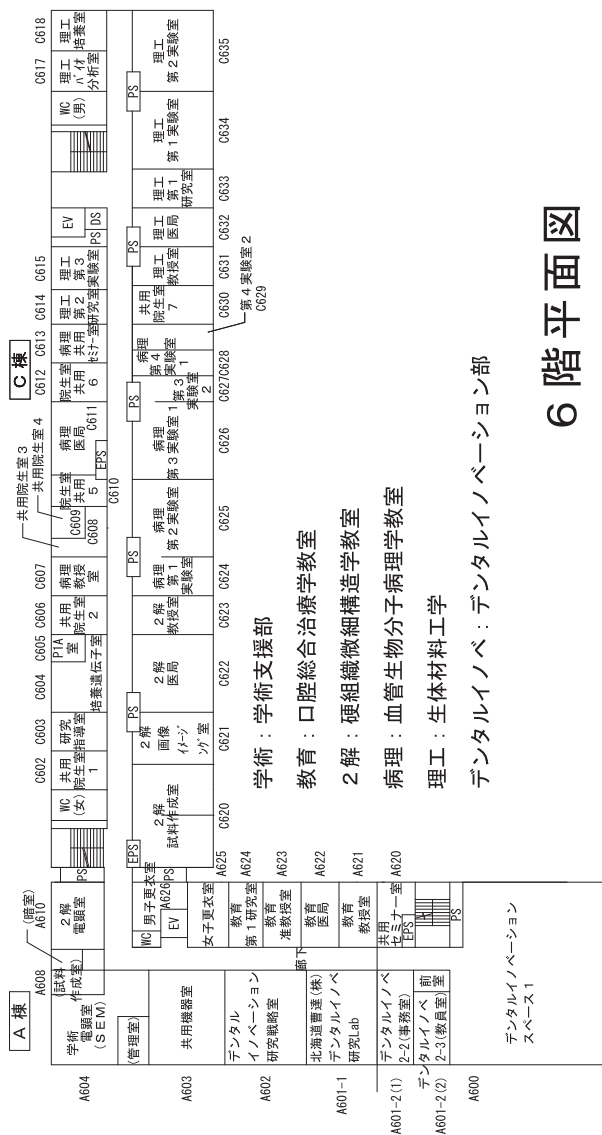 6階平面図
A 棟
C 棟
C602
C603
C604
C605
C606
C607
共用院生室 3
共用院生室 4
C612
C613
C614
C615
C617
C618
WC
(女)
共用
院生室
1
研究
指導室
培養遺伝子室
P1A
室
共用
院生室
2
病理
教授
室
C608
C609
院生室
共用
5
C610
病理
医局
C611
EPS
院生室
共用
6
病理
共用
セミナー室
理工
第2
研究室
理工
第3
実験室
EV
PS
DS
WC
(男)
理工
バイオ
分析室
理工
培養室
EPS
PS
PS
PS
PS
PS
2解
試料作成室
2解
画像
イメージ
ング室
2解
医局
2解
教授室
病理
第1
実験室
病理
第2実験室
病理
第3実験室1
第3
実験室
2
病理
第4
実験室
1
第4実験室2
C629
共用
院生室
7
理工
教授室
理工
医局
理工
第1
研究室
理工
第1実験室
理工
第2実験室
C620
C621
C622
C623
C624
C625
C626
C627
C628
C630
C631
C632
C633
C634
C635
A608
(暗室)
A610
(試料
作成室)
2解
電顕室
PS
学術
電顕室
(SEM)
A604
(管理室)
共用機器室
A603
デンタル
イノベーション
研究戦略室
A602
北海道曹達(株)
デンタルイノベ
研究Lab
A601-1
デンタルイノベ
2-2(事務室)
A601-2(1)
デンタルイノベ
2-3(教員室)
前
室
A601-2(2)
デンタルイノベーション
スペース1
A600
廊下
WC
男子更衣室
A626
PS
EV
女子更衣室
A625
教育
第1研究室
A624
教育
准教授室
A623
教育
医局
A622
教育
教授室
A621
共用
セミナー室
EPS
A620
PS
学術：学術支援部
教育：口腔総合治療学教室
2解：硬組織微細構造学教室
病理：血管生物分子病理学教室
理工：生体材料工学
デンタルイノベ：デンタルイノベーション部